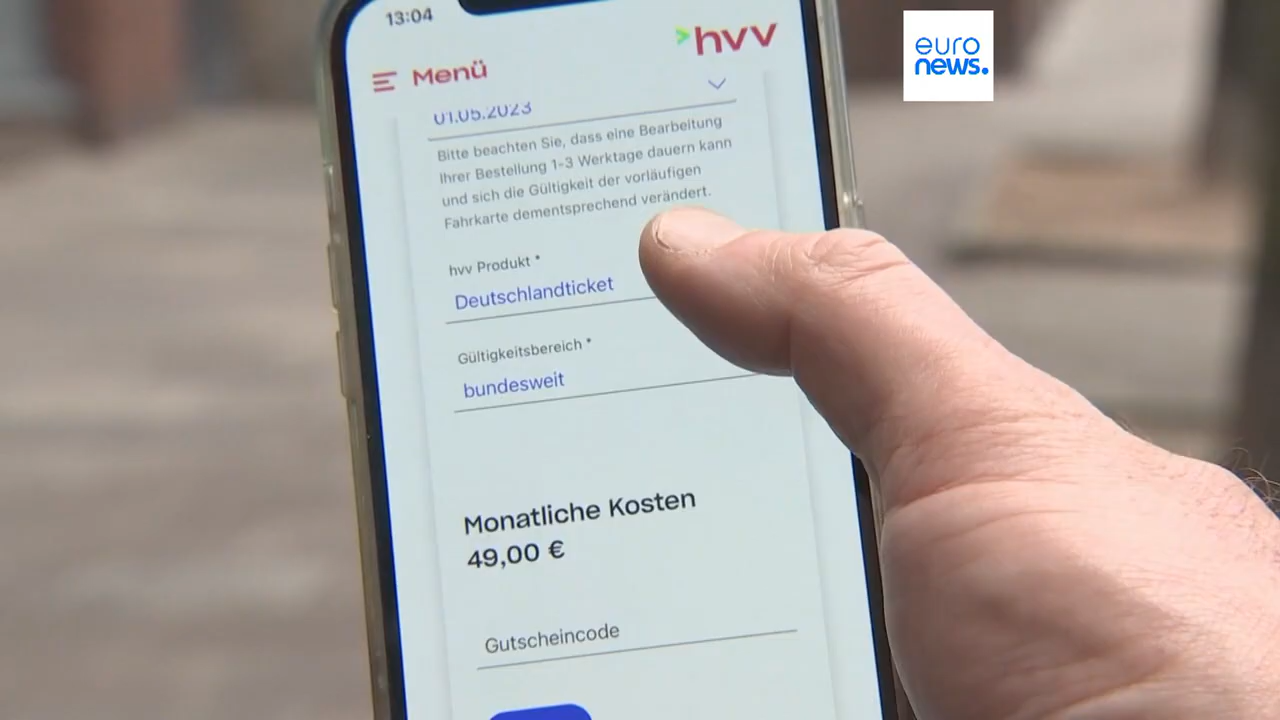 13:04
hvv
Menü
euro
news.
01.05.2023
Bitte beachten Sie, dass eine Bearbeitung
Ihrer Bestellung 1-3 Werktage dauern kann
und sich die Gültigkeit der vorläufigen
Fahrkarte dementsprechend verändert.
hvv Produkt *
Deutschlandticket
Gültigkeitsbereich *
bundesweit
Monatliche Kosten
49,00 €
Gutscheincode